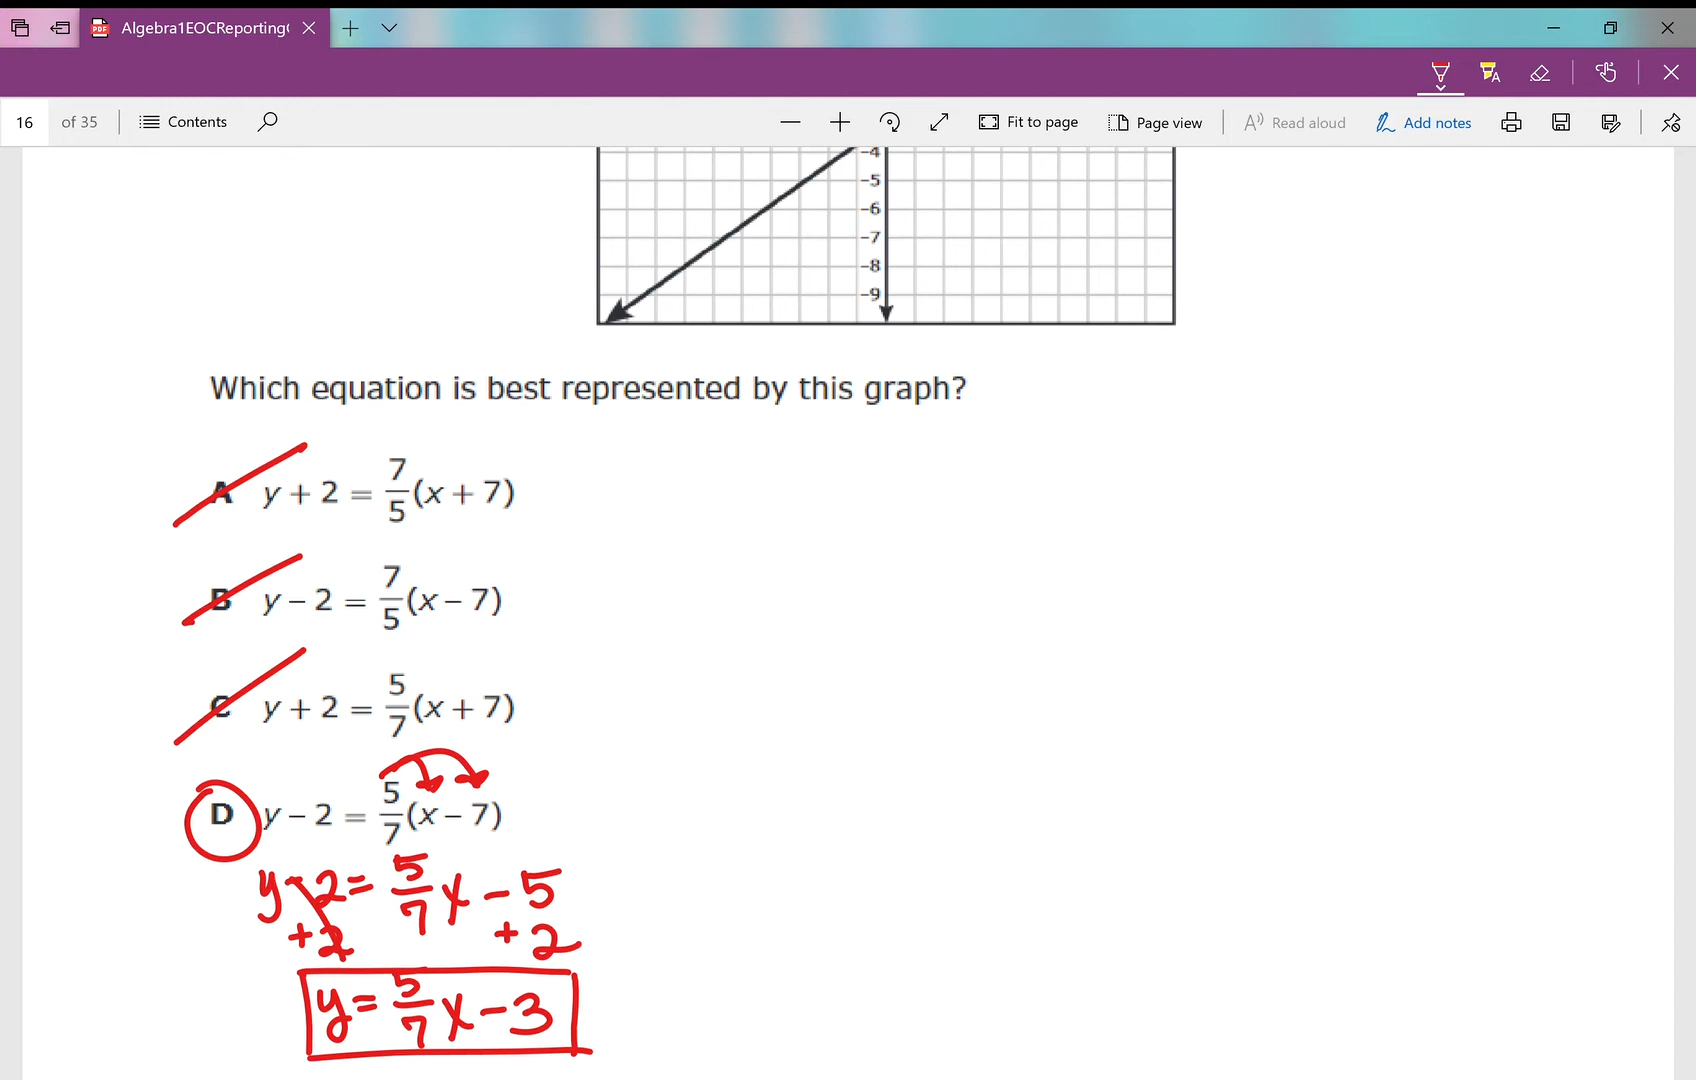 Algebra1EOCReporting(
16 of 35 Contents Fit to page Page view Read aloud Add notes
-4
-5
-6
-7
-8
-9
Which equation is best represented by this graph?
A y + 2 = 7/5(x + 7)
B y – 2 = 7/5(x – 7)
C y + 2 = 5/7(x + 7)
D y – 2 = 5/7(x – 7)
y - 2 = 5/7 x - 5
+2 +2
y = 5/7 x - 3